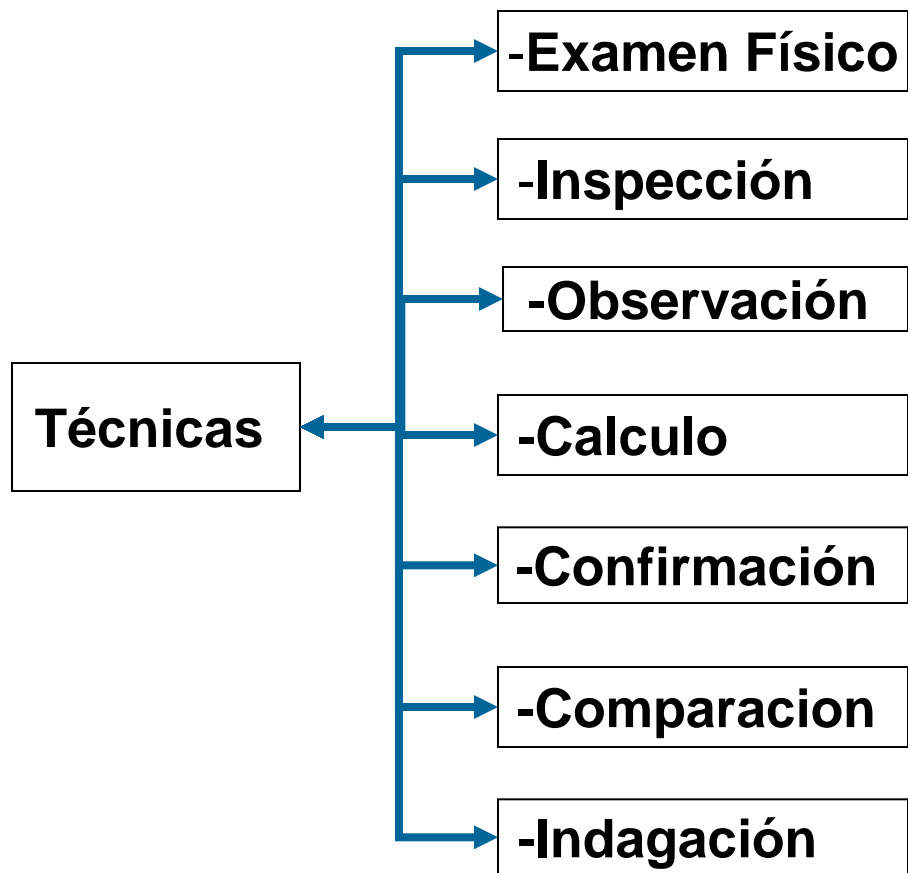 -Examen Físico
-Inspección
-Observación
Técnicas
-Calculo
-Confirmación
-Comparacion
-Indagación